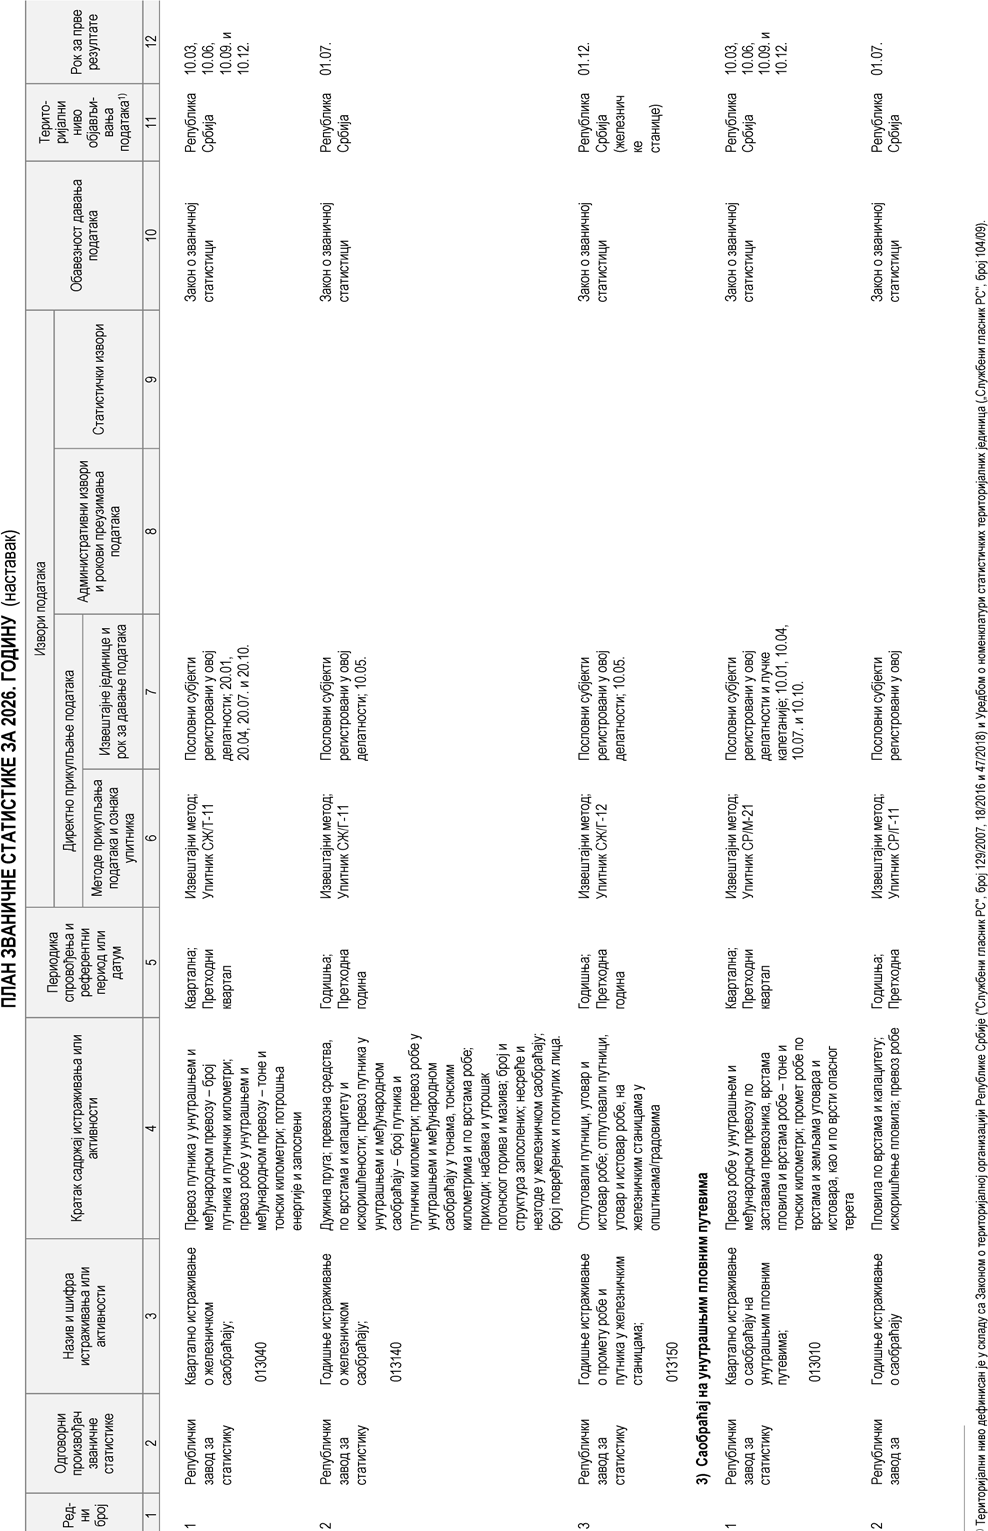 ПЛАН ЗВАНИЧНЕ СТАТИСТИКЕ ЗА 2026. ГОДИНУ (наставак)
Ред-
ни
број
Одговорни
произвођач
званичне
статистике
Назив и шифра
истраживања или
активности
Кратак садржај истраживања или
активности
Периодика
спровођења и
референтни
период или
датум
Извори података
Директно прикупљање података
Методе прикупљања
података и ознака
упитника
Извештајне јединице и
рок за давање података
Административни извори
и рокови преузимања
података
Статистички извори
Обавезност давања
података
Терито-
ријални
ниво
објављи-
вања
података1)
Рок за прве
резултате
1 2 3 4 5 6 7 8 9 10 11 12
1
Републички
завод за
статистику
Квартално истраживање
о железничком
саобраћају;
013040
Превоз путника у унутрашњем и
међународном превозу – број
путника и путнички километри;
превоз робе у унутрашњем и
међународном превозу – тоне и
тонски километри; потрошња
енергије и запослени
Квартална;
Претходни
квартал
Извештајни метод;
Упитник СЖ/Т-11
Пословни субјекти
регистровани у овој
делатности; 20.01,
20.04, 20.07. и 20.10.
Закон о званичној
статистици
Република
Србија
10.03,
10.06,
10.09. и
10.12.
2
Републички
завод за
статистику
Годишње истраживање
о железничком
саобраћају;
013140
Дужина пруга; превозна средства,
по врстама и капацитету и
искоришћености; превоз путника у
унутрашњем и међународном
саобраћају – број путника и
путнички километри; превоз робе у
унутрашњем и међународном
саобраћају у тонама, тонским
километрима и по врстама робе;
приходи; набавка и утрошак
погонског горива и мазива; број и
структура запослених; несреће и
незгоде у железничком саобраћају;
број повређених и погинулих лица.
Годишња;
Претходна
година
Извештајни метод;
Упитник СЖ/Г-11
Пословни субјекти
регистровани у овој
делатности; 10.05.
Закон о званичној
статистици
Република
Србија
01.07.
3
Републички
завод за
статистику
Годишње истраживање
о промету робе и
путника у железничким
станицама;
013150
Отпутовали путници, утовар и
истовар робе; отпутовали путници,
утовар и истовар робе, на
железничким станицама у
општинама/градовима
Годишња;
Претходна
година
Извештајни метод;
Упитник СЖ/Г-12
Пословни субјекти
регистровани у овој
делатности; 10.05.
Закон о званичној
статистици
Република
Србија
(железнич
ке
станице)
01.12.
3) Саобраћај на унутрашњим пловним путевима
1
Републички
завод за
статистику
Квартално истраживање
о саобраћају на
унутрашњим пловним
путевима;
013010
Превоз робе у унутрашњем и
међународном превозу по
заставама превозника, врстама
пловила и врстама робе – тоне и
тонски километри; промет робе по
врстама и земљама утовара и
истовара, као и по врсти опасног
терета
Квартална;
Претходни
квартал
Извештајни метод;
Упитник СР/М-21
Пословни субјекти
регистровани у овој
делатности и лучке
капетаније; 10.01, 10.04,
10.07. и 10.10.
Закон о званичној
статистици
Република
Србија
10.03,
10.06,
10.09. и
10.12.
2
Републички
завод за
Годишње истраживање
о саобраћају
Пловила по врстама и капацитету;
искоришћење пловила; превоз робе
Годишња;
Претходна
Извештајни метод;
Упитник СР/Г-11
Пословни субјекти
регистровани у овој
Закон о званичној
статистици
Република
Србија
01.07.
) Територијални ниво дефинисан је у складу са Законом о територијалној организацији Републике Србије ("Службени гласник РС", број 129/2007, 18/2016 и 47/2018) и Уредбом о номенклатури статистичких територијалних јединица („Службени гласник РС", број 104/09).